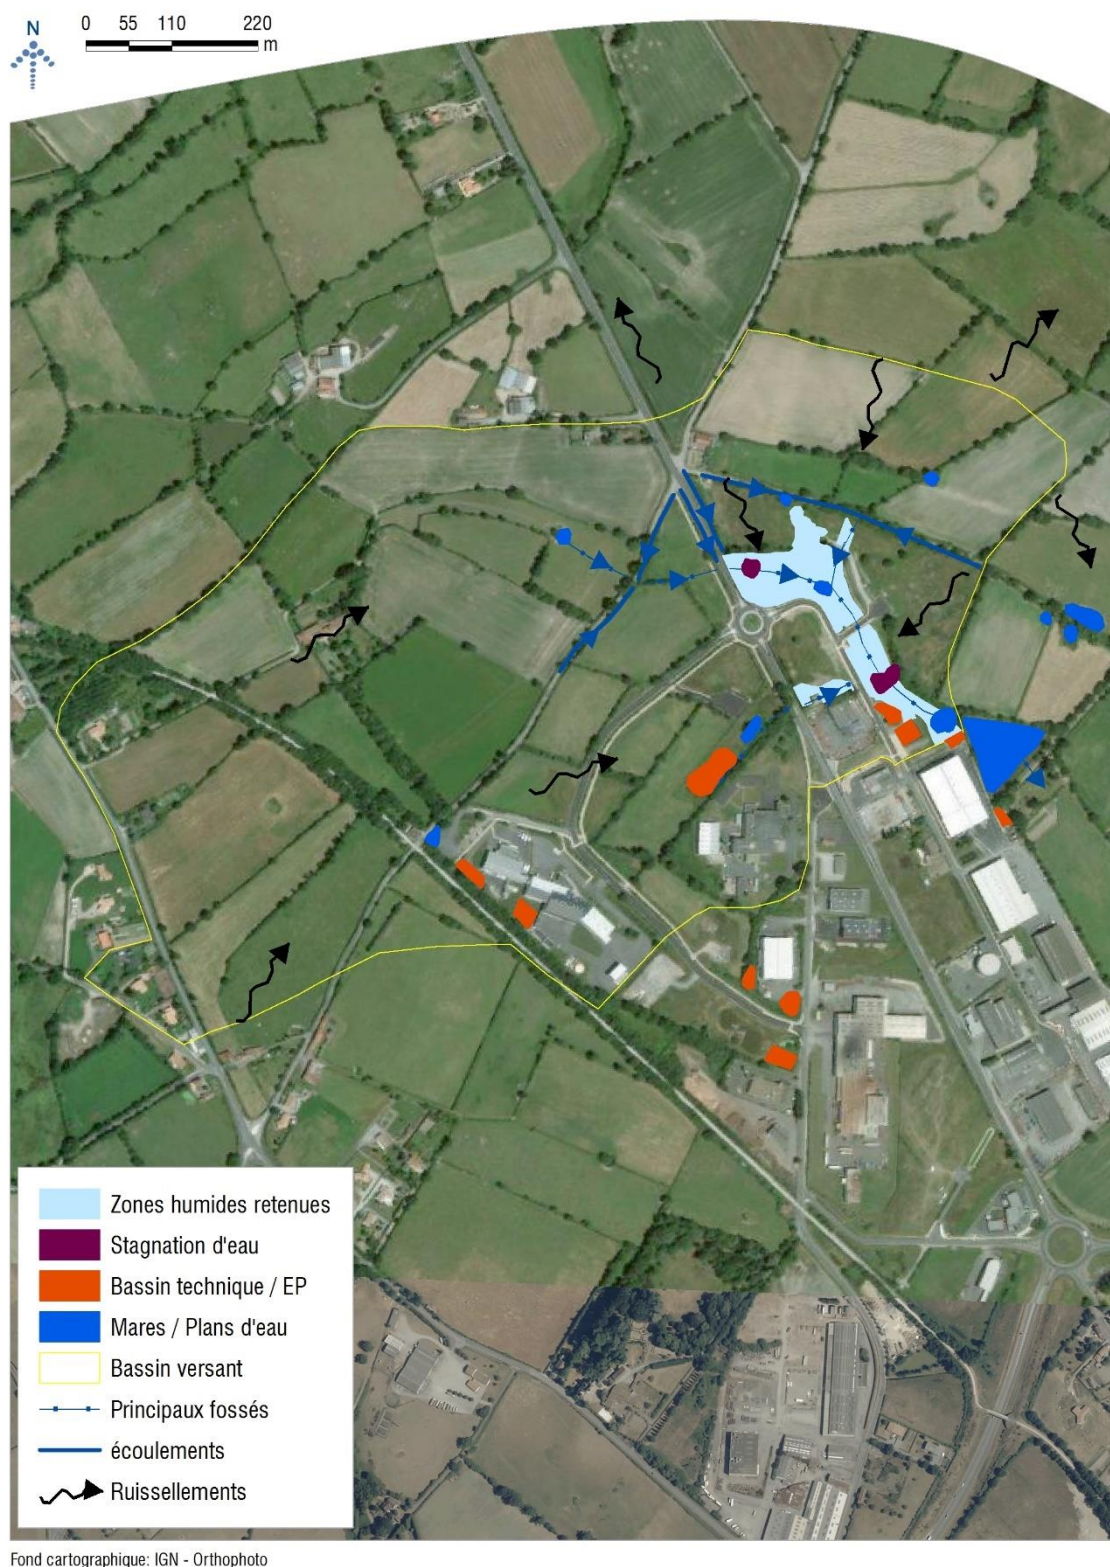 N
0 55 110 220
m
Zones humides retenues
Stagnation d'eau
Bassin technique / EP
Mares / Plans d'eau
Bassin versant
Principaux fossés
écoulements
Ruissellements
Fond cartographique: IGN - Orthophoto